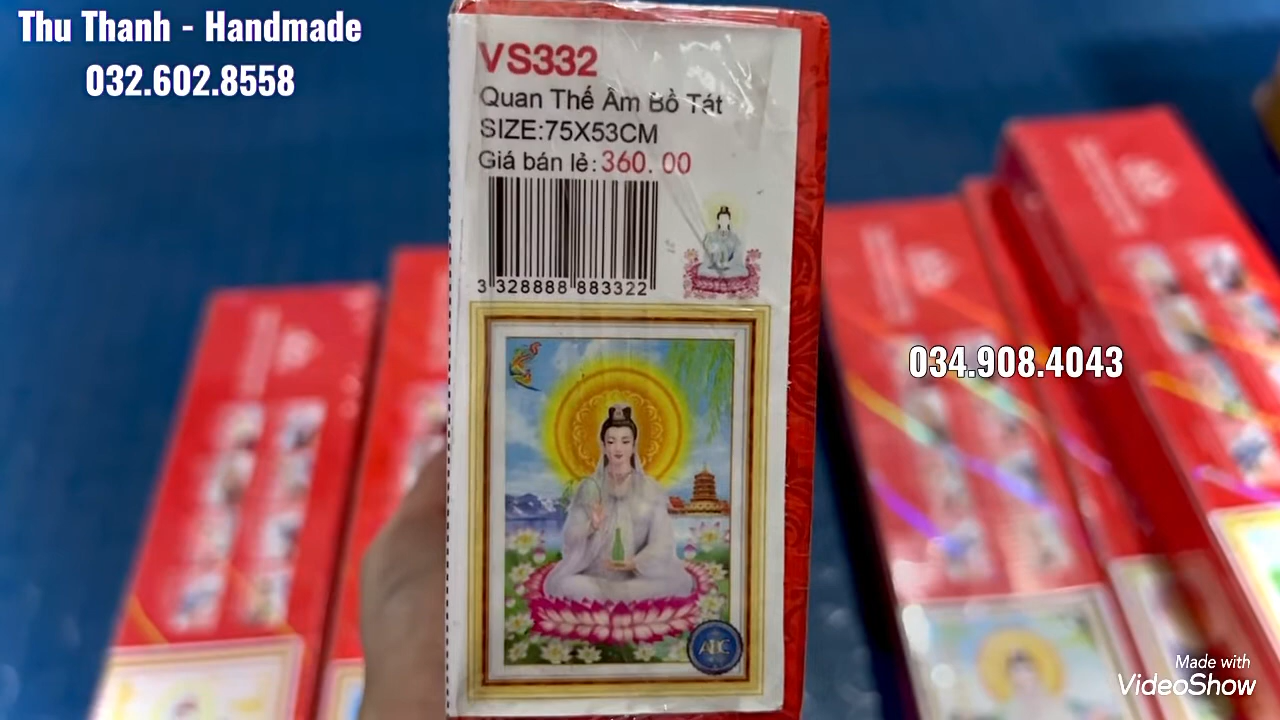 Thu Thanh - Handmade
032.602.8558
VS332
Quan Thế Âm Bồ Tát
SIZE:75X53CM
Giá bán lẻ: 360. 00
3 328888 883322
034.908.4043
ABC
Made with
VideoShow